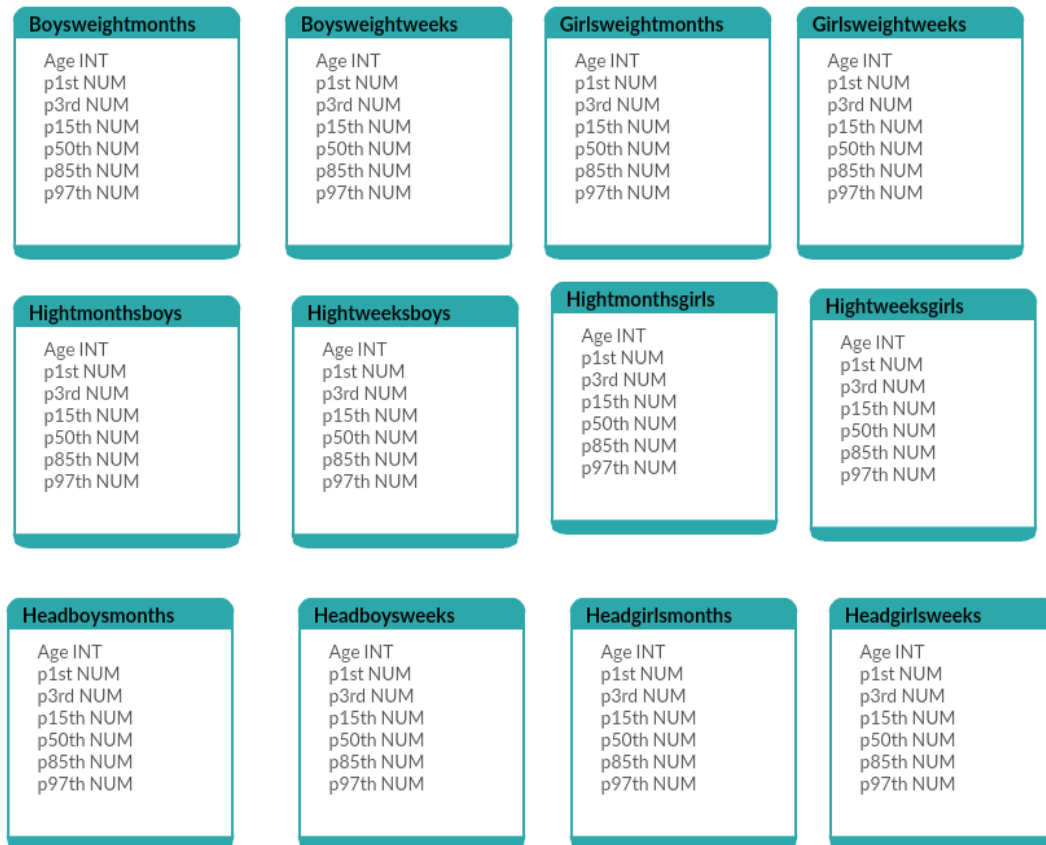 Boysweightmonths
Age INT
p1st NUM
p3rd NUM
p15th NUM
p50th NUM
p85th NUM
p97th NUM
Boysweightweeks
Age INT
p1st NUM
p3rd NUM
p15th NUM
p50th NUM
p85th NUM
p97th NUM
Girlsweightmonths
Age INT
p1st NUM
p3rd NUM
p15th NUM
p50th NUM
p85th NUM
p97th NUM
Girlsweightweeks
Age INT
p1st NUM
p3rd NUM
p15th NUM
p50th NUM
p85th NUM
p97th NUM
Hightmonthsboys
Age INT
p1st NUM
p3rd NUM
p15th NUM
p50th NUM
p85th NUM
p97th NUM
Hightweeksboys
Age INT
p1st NUM
p3rd NUM
p15th NUM
p50th NUM
p85th NUM
p97th NUM
Hightmonthsgirls
Age INT
p1st NUM
p3rd NUM
p15th NUM
p50th NUM
p85th NUM
p97th NUM
Hightweeksgirls
Age INT
p1st NUM
p3rd NUM
p15th NUM
p50th NUM
p85th NUM
p97th NUM
Headboysmonths
Age INT
p1st NUM
p3rd NUM
p15th NUM
p50th NUM
p85th NUM
p97th NUM
Headboysweeks
Age INT
p1st NUM
p3rd NUM
p15th NUM
p50th NUM
p85th NUM
p97th NUM
Headgirlsmonths
Age INT
p1st NUM
p3rd NUM
p15th NUM
p50th NUM
p85th NUM
p97th NUM
Headgirlsweeks
Age INT
p1st NUM
p3rd NUM
p15th NUM
p50th NUM
p85th NUM
p97th NUM